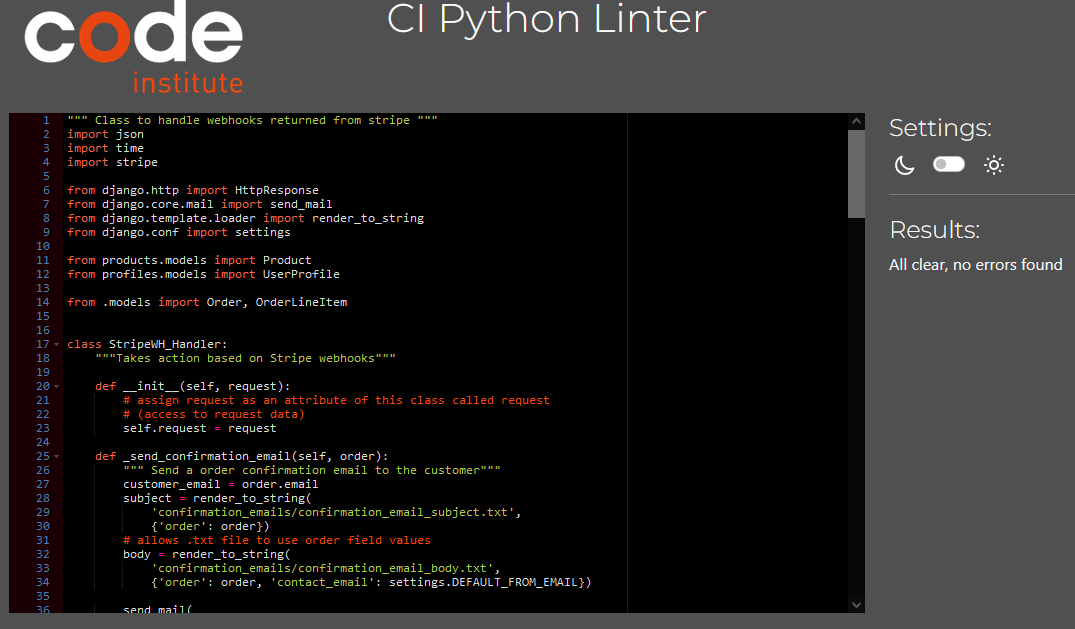 code
institute
CI Python Linter
1 """ Class to handle webhooks returned from stripe """
2 import json
3 import time
4 import stripe
5
6 from django.http import HttpResponse
7 from django.core.mail import send_mail
8 from django.template.loader import render_to_string
9 from django.conf import settings
10
11 from products.models import Product
12 from profiles.models import UserProfile
13
14 from .models import Order, OrderLineItem
15
16
17 class StripeWH_Handler:
18     """Takes action based on Stripe webhooks"""
19
20     def __init__(self, request):
21         # assign request as an attribute of this class called request
22         # (access to request data)
23         self.request = request
24
25     def _send_confirmation_email(self, order):
26         """ Send a order confirmation email to the customer"""
27         customer_email = order.email
28         subject = render_to_string(
29             'confirmation_emails/confirmation_email_subject.txt',
30             {'order': order})
31         # allows .txt file to use order field values
32         body = render_to_string(
33             'confirmation_emails/confirmation_email_body.txt',
34             {'order': order, 'contact_email': settings.DEFAULT_FROM_EMAIL})
35
36         send_mail(
Settings:
Results:
All clear, no errors found